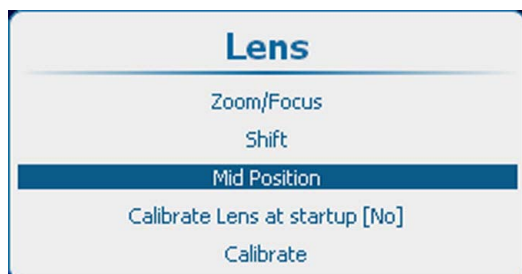 Lens
Zoom/Focus
Shift
Mid Position
Calibrate Lens at startup [No]
Calibrate